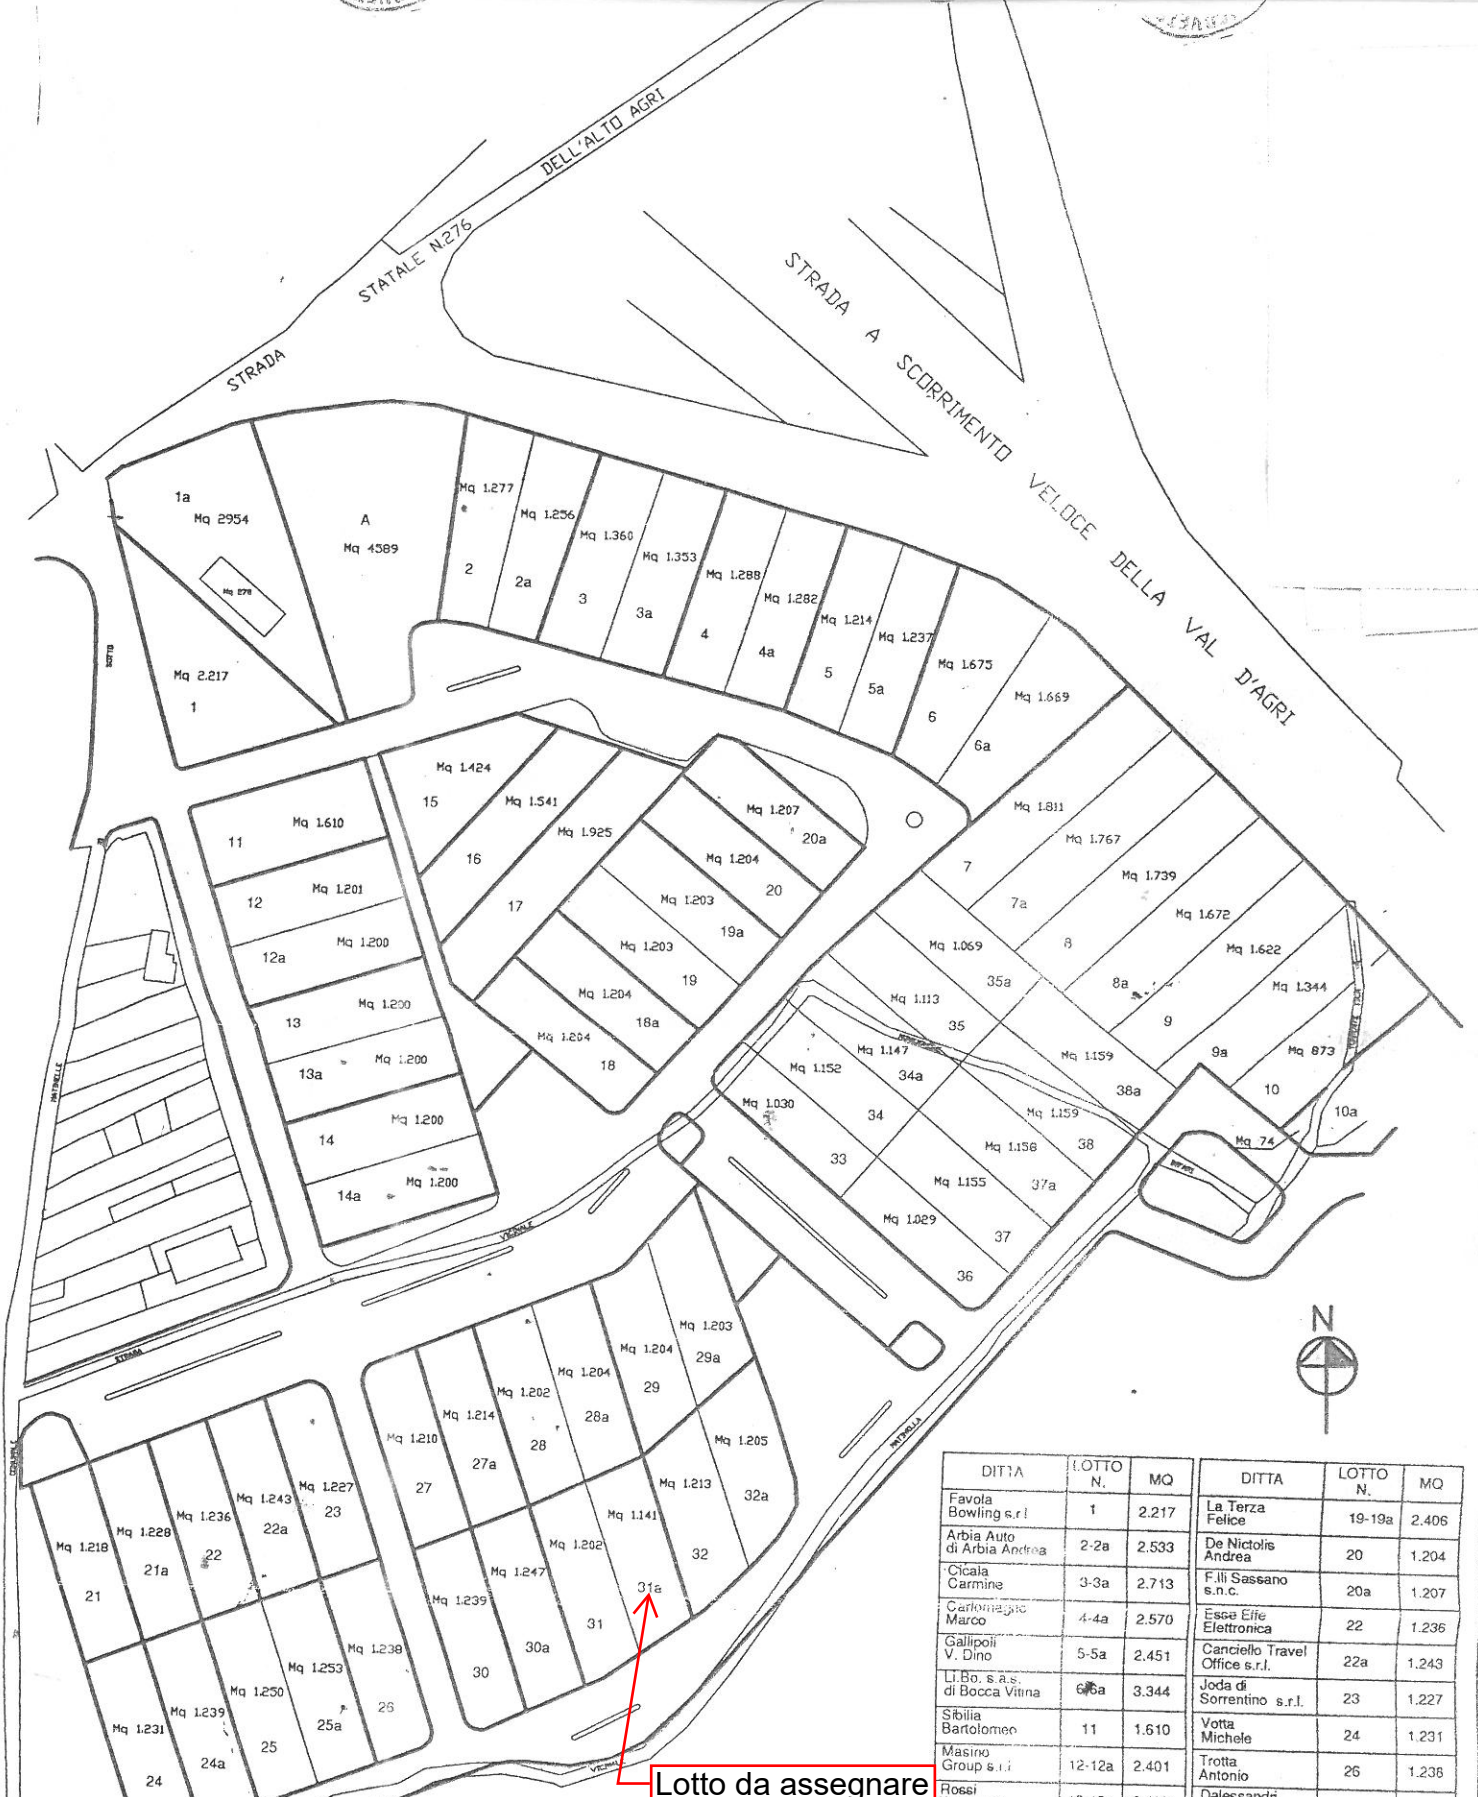 DELL'ALTO AGRI
STATALE N.276
STRADA
STRADA A SCORRIMENTO VELOCE DELLA VAL D'AGRI
1a
Mq 2954
A
Mq 4589
Mq 2.217
1
Mq 1.277
2
Mq 1.256
2a
Mq 1.360
3
Mq 1.353
3a
Mq 1.288
4
Mq 1.282
4a
Mq 1.214
5
Mq 1.237
5a
Mq 1.675
6
Mq 1.669
6a
Mq 1.811
7
Mq 1.767
7a
Mq 1.739
8
Mq 1.672
8a
Mq 1.622
9
Mq 1.344
9a
Mq 873
10
10a
Mq 74
Mq 1.610
11
Mq 1.201
12
Mq 1.200
12a
Mq 1.200
13
Mq 1.200
13a
Mq 1.200
14
Mq 1.200
14a
Mq 1.424
15
Mq 1.541
16
Mq 1.925
17
Mq 1.207
20a
Mq 1.204
20
Mq 1.203
19a
Mq 1.203
19
Mq 1.204
18a
Mq 1.204
18
Mq 1.069
35a
Mq 1.113
35
Mq 1.147
34a
Mq 1.152
34
Mq 1.030
33
Mq 1.159
38a
Mq 1.159
38
Mq 1.156
37a
Mq 1.155
37
Mq 1.029
36
MATINELLE
STRADA
VICINALE
COMUNALE
MATINELLA
N
Mq 1.203
29a
Mq 1.204
29
Mq 1.204
28a
Mq 1.202
28
Mq 1.214
27a
Mq 1.210
27
Mq 1.205
32a
Mq 1.213
32
Mq 1.141
31a
Mq 1.202
31
Mq 1.247
30a
Mq 1.239
30
Mq 1.227
23
Mq 1.243
22a
Mq 1.236
22
Mq 1.228
21a
Mq 1.218
21
Mq 1.238
26
Mq 1.253
25a
Mq 1.250
25
Mq 1.239
24a
Mq 1.231
24
Lotto da assegnare
DITTA LOTTO N. MQ
Favola Bowling s.r.l 1 2.217
Arbia Auto di Arbia Andrea 2-2a 2.533
Cicala Carmine 3-3a 2.713
Carlomagno Marco 4-4a 2.570
Gallipoli V. Dino 5-5a 2.451
Li.Bo. s.a.s. di Bocca Vitina 6-6a 3.344
Sibilia Bartolomeo 11 1.610
Masino Group s.r.l 12-12a 2.401
Rossi
DITTA LOTTO N. MQ
La Terza Felice 19-19a 2.406
De Nictolis Andrea 20 1.204
F.lli Sassano s.n.c. 20a 1.207
Esse Effe Elettronica 22 1.236
Canciello Travel Office s.r.l. 22a 1.243
Joda di Sorrentino s.r.l. 23 1.227
Votta Michele 24 1.231
Trotta Antonio 26 1.238
Dalessandri